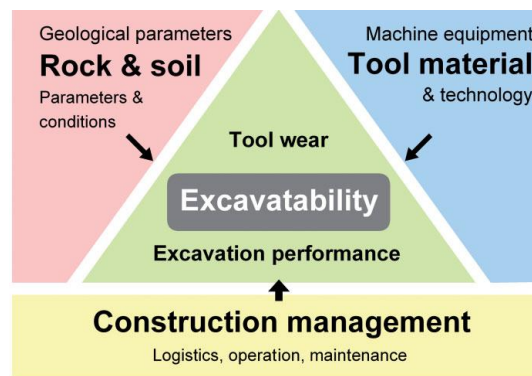 Geological parameters
Rock & soil
Parameters &
conditions
Machine equipment
Tool material
& technology
Tool wear
Excavatability
Excavation performance
Construction management
Logistics, operation, maintenance